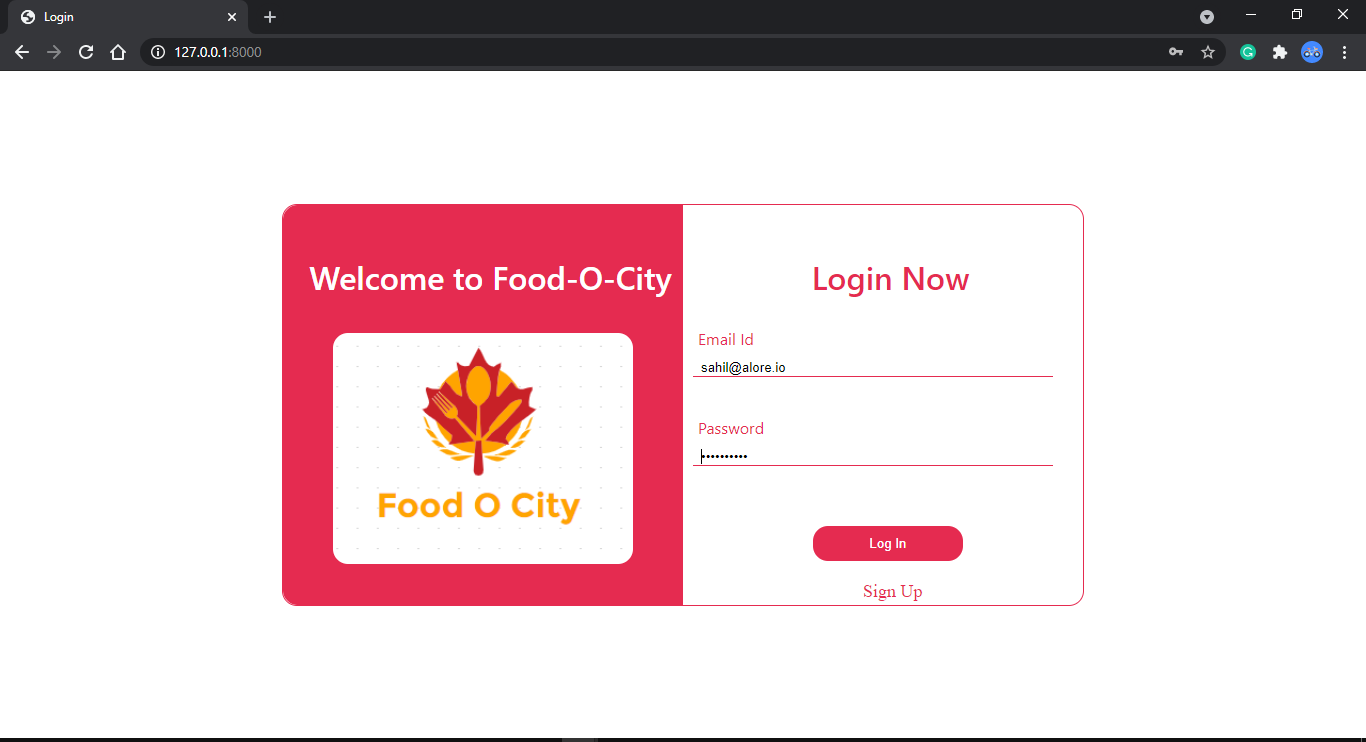 Login
127.0.0.1:8000
Welcome to Food-O-City
Food O City
Login Now
Email Id
sahil@alore.io
Password
••••••••••
Log In
Sign Up